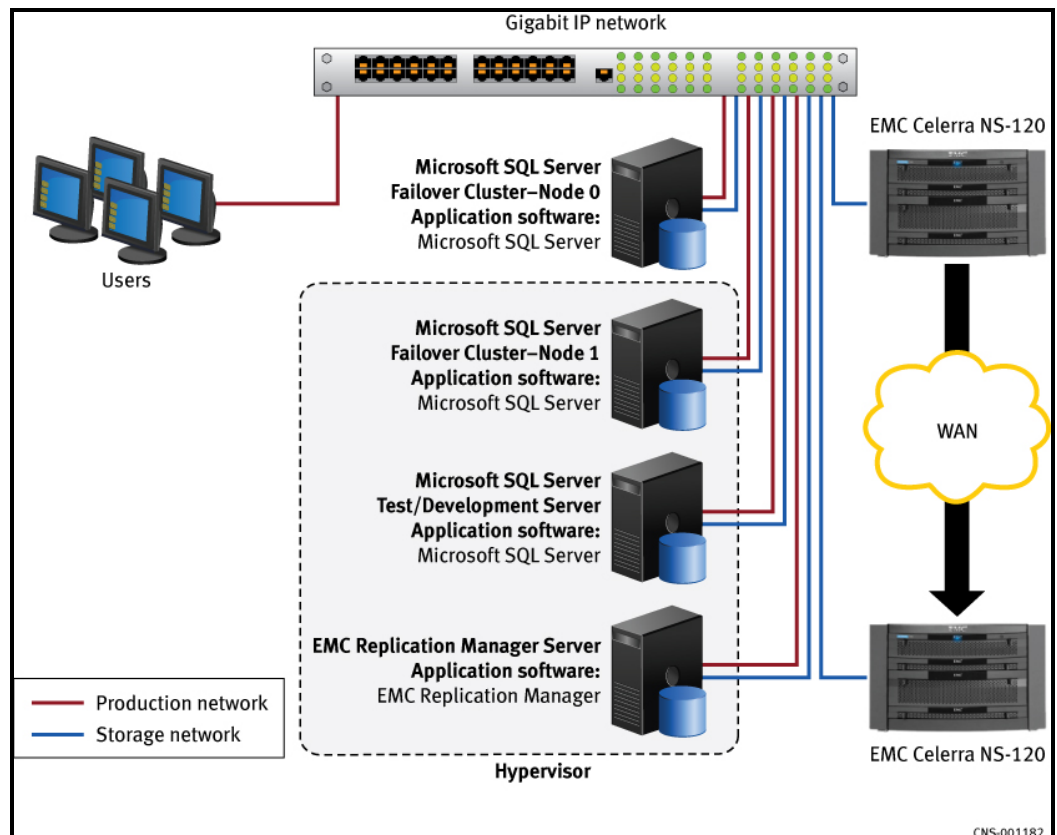 Gigabit IP network
EMC Celerra NS-120
Microsoft SQL Server
Failover Cluster–Node 0
Application software:
Microsoft SQL Server
Users
Microsoft SQL Server
Failover Cluster–Node 1
Application software:
Microsoft SQL Server
WAN
Microsoft SQL Server
Test/Development Server
Application software:
Microsoft SQL Server
EMC Replication Manager Server
Application software:
EMC Replication Manager
Production network
Storage network
Hypervisor
EMC Celerra NS-120
CNS-001182